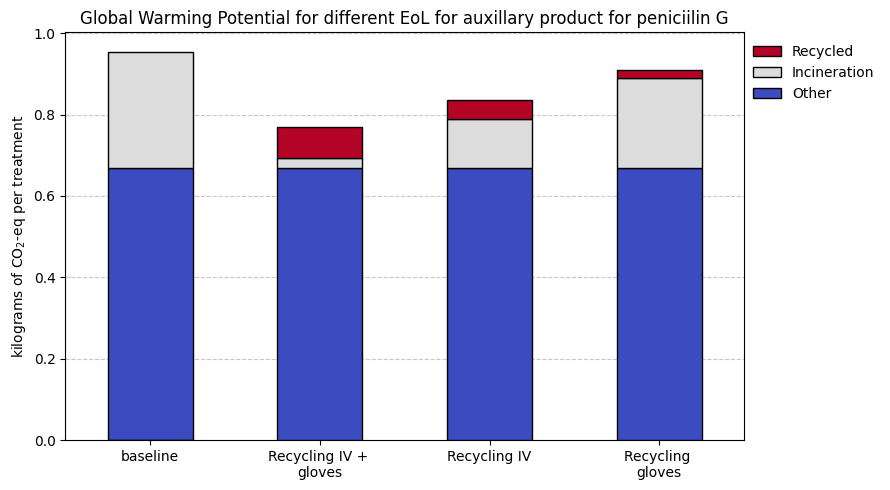 Global Warming Potential for different EoL for auxillary product for peniciilin G
kilograms of CO₂-eq per treatment
1.0
0.8
0.6
0.4
0.2
0.0
baseline
Recycling IV +
gloves
Recycling IV
Recycling
gloves
Recycled
Incineration
Other